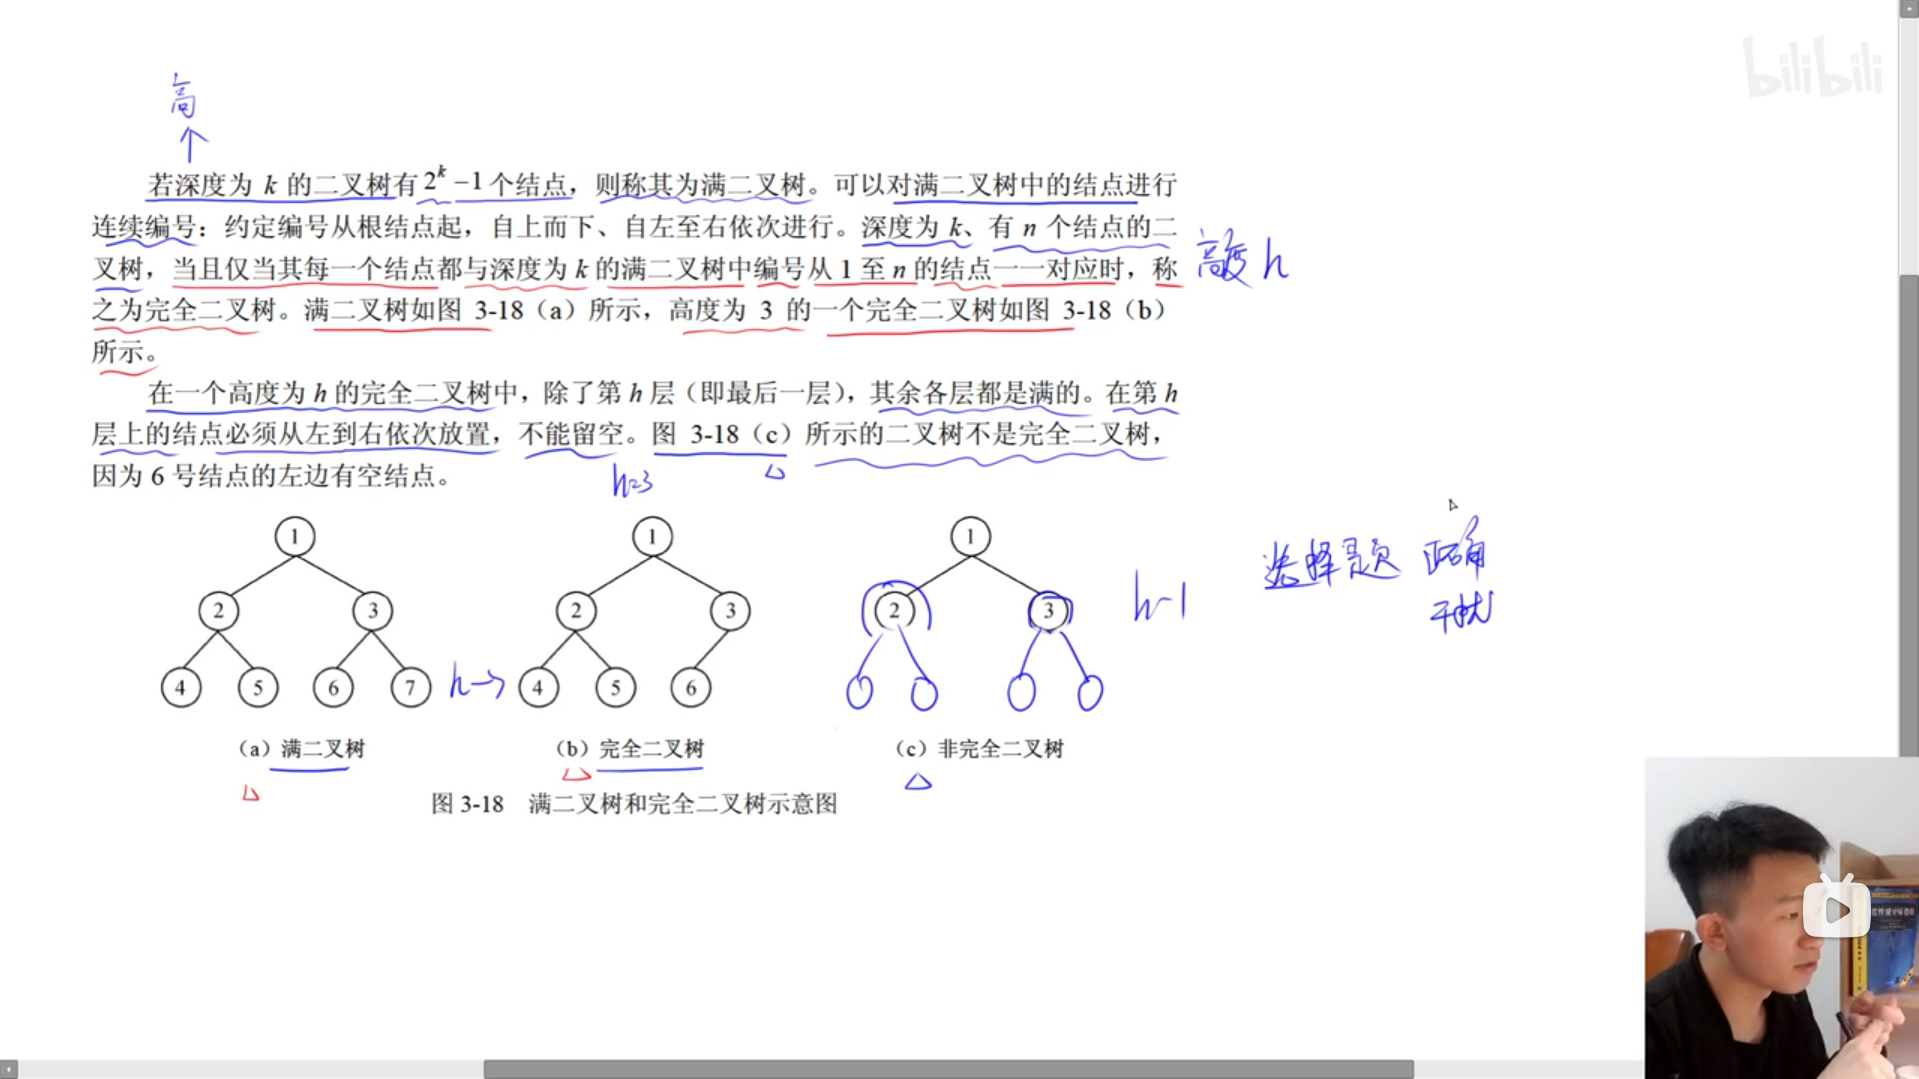 bilibili
高
若深度为 k 的二叉树有 2^k −1 个结点，则称其为满二叉树。可以对满二叉树中的结点进行
连续编号：约定编号从根结点起，自上而下、自左至右依次进行。深度为 k、有 n 个结点的二
叉树，当且仅当其每一个结点都与深度为 k 的满二叉树中编号从 1 至 n 的结点一一对应时，称
高度 h
之为完全二叉树。满二叉树如图 3-18（a）所示，高度为 3 的一个完全二叉树如图 3-18（b）
所示。
在一个高度为 h 的完全二叉树中，除了第 h 层（即最后一层），其余各层都是满的。在第 h
层上的结点必须从左到右依次放置，不能留空。图 3-18（c）所示的二叉树不是完全二叉树，
因为 6 号结点的左边有空结点。
h=3
1 1 1
选择题 正确
干扰
2 3 2 3 2 3 h-1
4 5 6 7 h→ 4 5 6
（a）满二叉树 （b）完全二叉树 （c）非完全二叉树
图 3-18 满二叉树和完全二叉树示意图